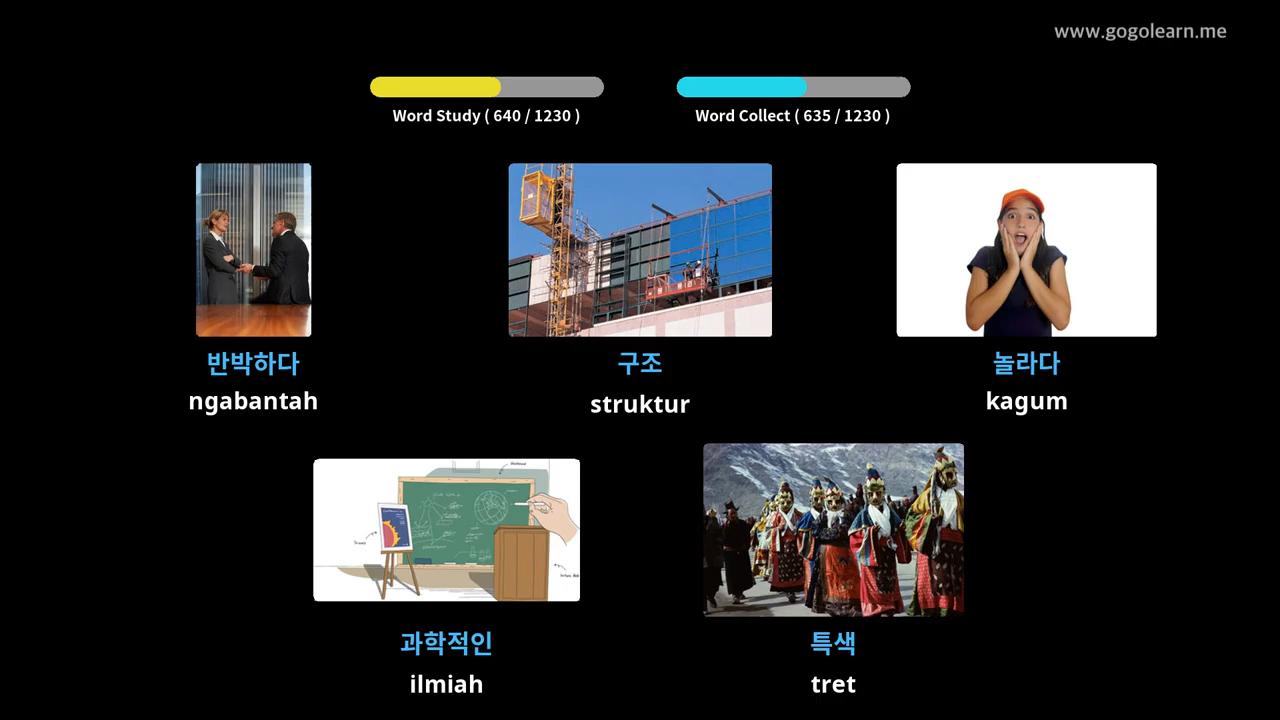 www.gogolearn.me
Word Study ( 640 / 1230 )
Word Collect ( 635 / 1230 )
반박하다
ngabantah
구조
struktur
놀라다
kagum
과학적인
ilmiah
특색
tret